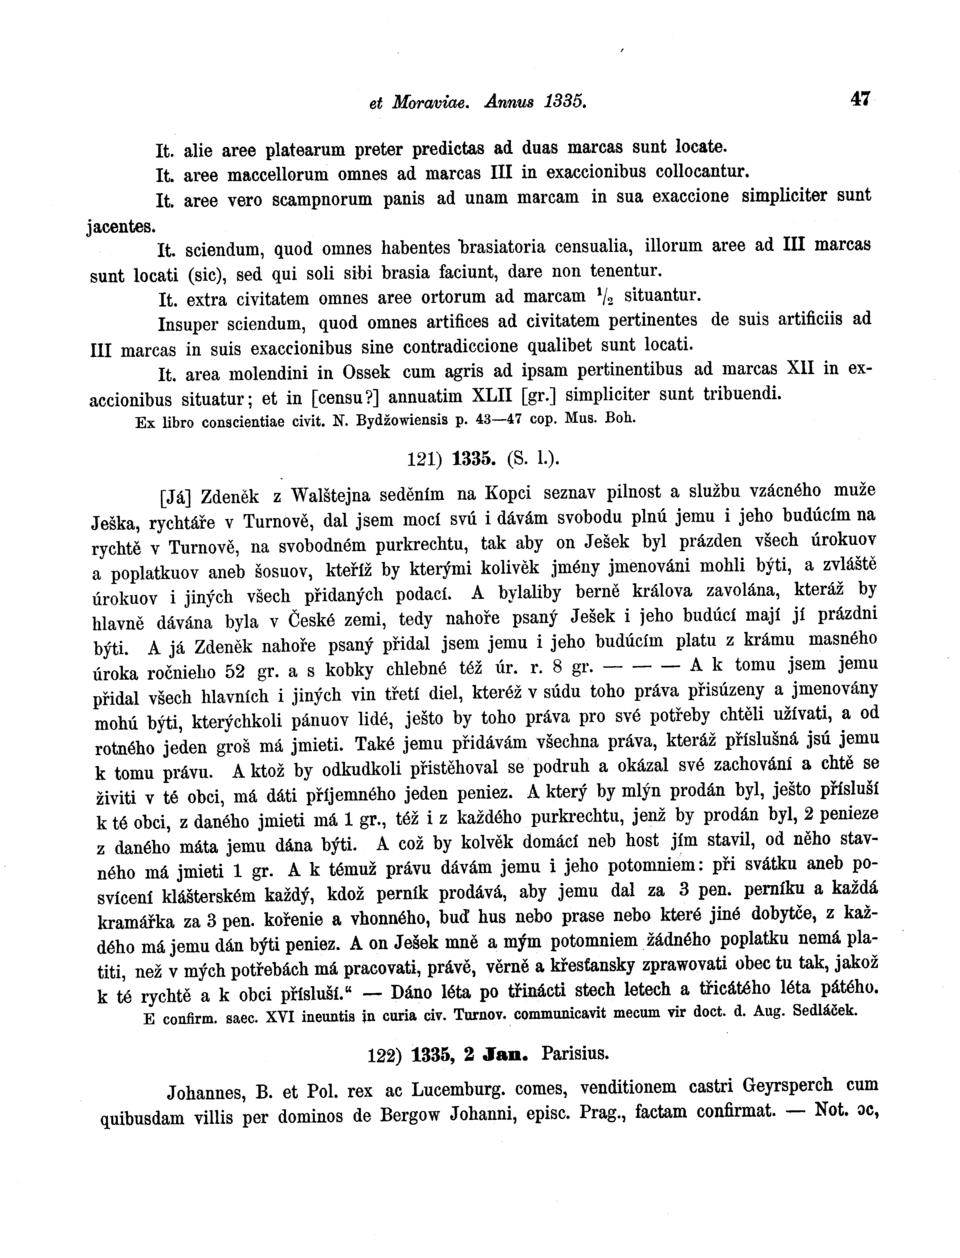 et Moraviae. Annus 1335. 47
It. alie aree platearum preter predictas ad duas marcas sunt locate.
It. aree maccellorum omnes ad marcas III in exaccionibus collocantur.
It. aree vero scampnorum panis ad unam marcam in sua exaccione simpliciter sunt
jacentes.
It. sciendum, quod omnes habentes brasiatoria censualia, illorum aree ad III marcas
sunt locati (sic), sed qui soli sibi brasia faciunt, dare non tenentur.
It. extra civitatem omnes aree ortorum ad marcam ½ situantur.
Insuper sciendum, quod omnes artifices ad civitatem pertinentes de suis artificiis ad
III marcas in suis exaccionibus sine contradiccione qualibet sunt locati.
It. area molendini in Ossek cum agris ad ipsam pertinentibus ad marcas XII in ex-
accionibus situatur; et in [censu?] annuatim XLII [gr.] simpliciter sunt tribuendi.
Ex libro conscientiae civit. N. Bydžowiensis p. 43—47 cop. Mus. Boh.
121) 1335. (S. l.).
[Já] Zdeněk z Walštejna seděním na Kopci seznav pilnost a službu vzácného muže
Ješka, rychtáře v Turnově, dal jsem mocí svú i dávám svobodu plnú jemu i jeho budúcím na
rychtě v Turnově, na svobodném purkrechtu, tak aby on Ješek byl prázden všech úrokuov
a poplatkuov aneb šosuov, kteříž by kterými kolivěk jmény jmenováni mohli býti, a zvláště
úrokuov i jiných všech přidaných podací. A bylaliby berně králova zavolána, kteráž by
hlavně dávána byla v České zemi, tedy nahoře psaný Ješek i jeho budúcí mají jí prázdni
býti. A já Zdeněk nahoře psaný přidal jsem jemu i jeho budúcím platu z krámu masného
úroka ročnieho 52 gr. a s kobky chlebné též úr. r. 8 gr. — — — A k tomu jsem jemu
přidal všech hlavních i jiných vin třetí diel, kteréž v súdu toho práva přisúzeny a jmenovány
mohú býti, kterýchkoli pánuov lidé, ješto by toho práva pro své potřeby chtěli užívati, a od
rotného jeden groš má jmieti. Také jemu přidávám všechna práva, kteráž příslušná jsú jemu
k tomu právu. A ktož by odkudkoli přistěhoval se podruh a okázal své zachování a chtě se
živiti v té obci, má dáti příjemného jeden peniez. A který by mlýn prodán byl, ješto přísluší
k té obci, z daného jmieti má 1 gr., též i z každého purkrechtu, jenž by prodán byl, 2 penieze
z daného máta jemu dána býti. A což by kolvěk domácí neb host jím stavil, od něho stav-
ného má jmieti 1 gr. A k témuž právu dávám jemu i jeho potomniem: při svátku aneb po-
svícení klášterském každý, kdož perník prodává, aby jemu dal za 3 pen. perníku a každá
kramářka za 3 pen. kořenie a vhonného, buď hus nebo prase nebo které jiné dobytče, z kaž-
dého má jemu dán býti peniez. A on Ješek mně a mým potomniem žádného poplatku nemá pla-
titi, než v mých potřebách má pracovati, právě, věrně a křesťansky zprawovati obec tu tak, jakož
k té rychtě a k obci přísluší." — Dáno léta po třinácti stech letech a třicátého léta pátého.
E confirm. saec. XVI ineuntis in curia civ. Turnov. communicavit mecum vir doct. d. Aug. Sedláček.
122) 1335, 2 Jan. Parisius.
Johannes, B. et Pol. rex ac Lucemburg. comes, venditionem castri Geyrsperch cum
quibusdam villis per dominos de Bergow Johanni, episc. Prag., factam confirmat. — Not. ɔc,